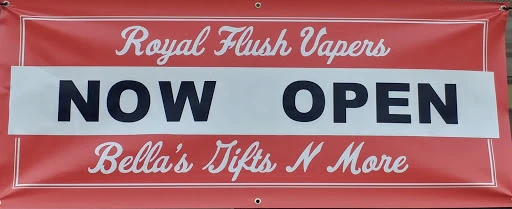 Royal Flush Vapers
NOW OPEN
Bella's Gifts N More